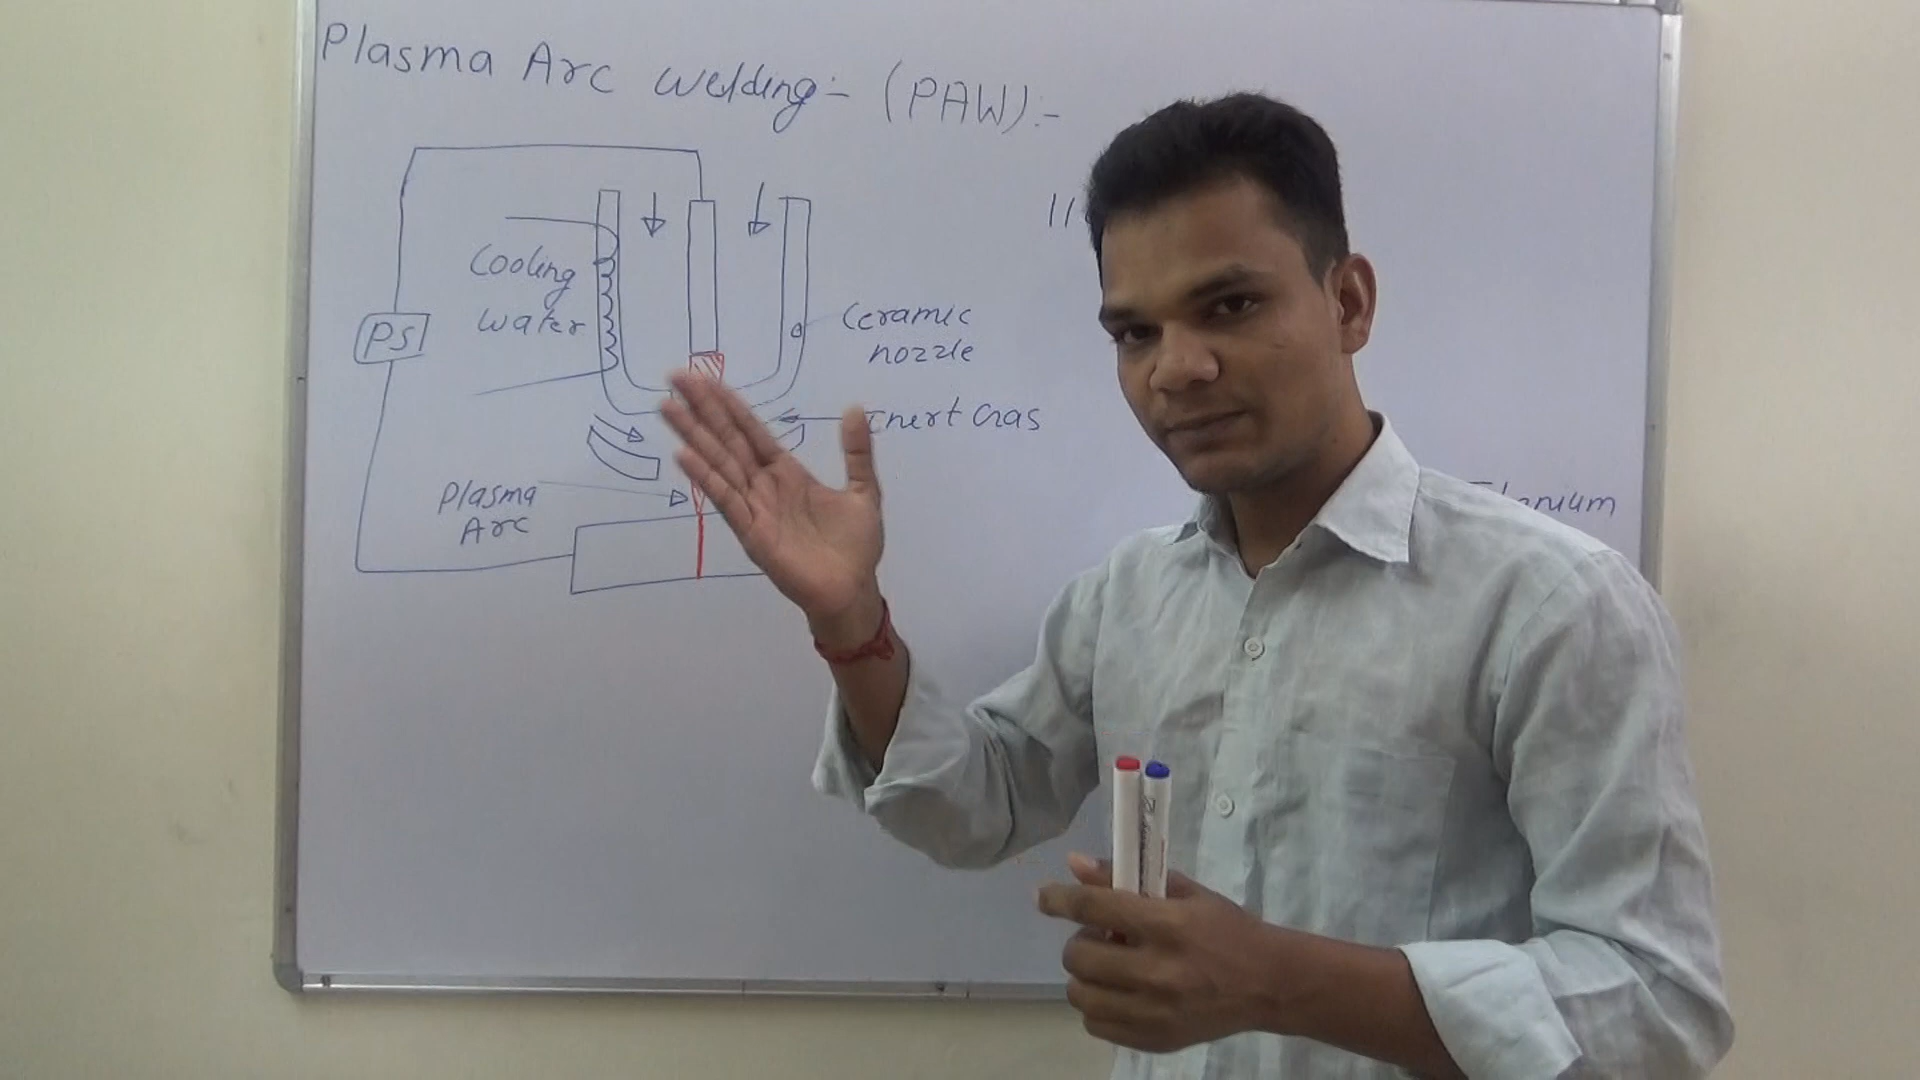 Plasma Arc welding:- (PAW):-
Cooling
water
PS
Ceramic
nozzle
Inert Gas
Plasma
Arc